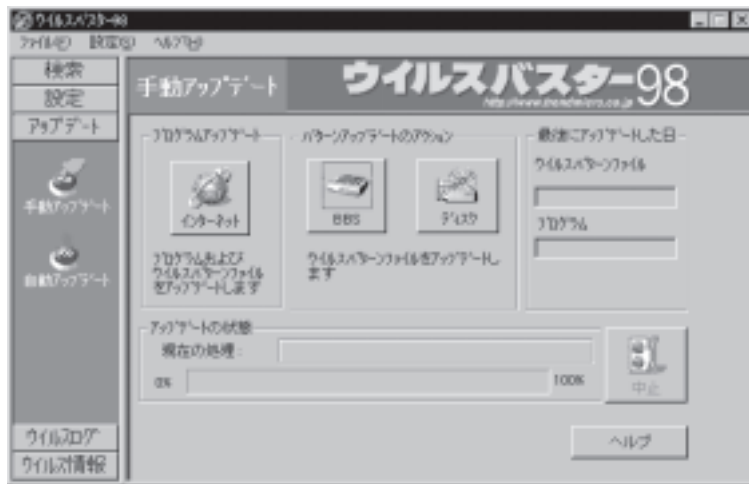 ウイルスバスター98
ファイル(F) 設定(S) ヘルプ(H)
検索
設定
アップデート
手動アップデート
自動アップデート
ウイルスログ
ウイルス情報
手動アップデート
ウイルスバスター98
http://www.trendmicro.co.jp
プログラムアップデート
インターネット
プログラムおよび
ウイルスパターンファイル
をアップデートします
パターンアップデートのアクション
BBS
ディスク
ウイルスパターンファイルをアップデートし
ます
最後にアップデートした日
ウイルスパターンファイル
プログラム
アップデートの状態
現在の処理:
0%
100%
中止
ヘルプ